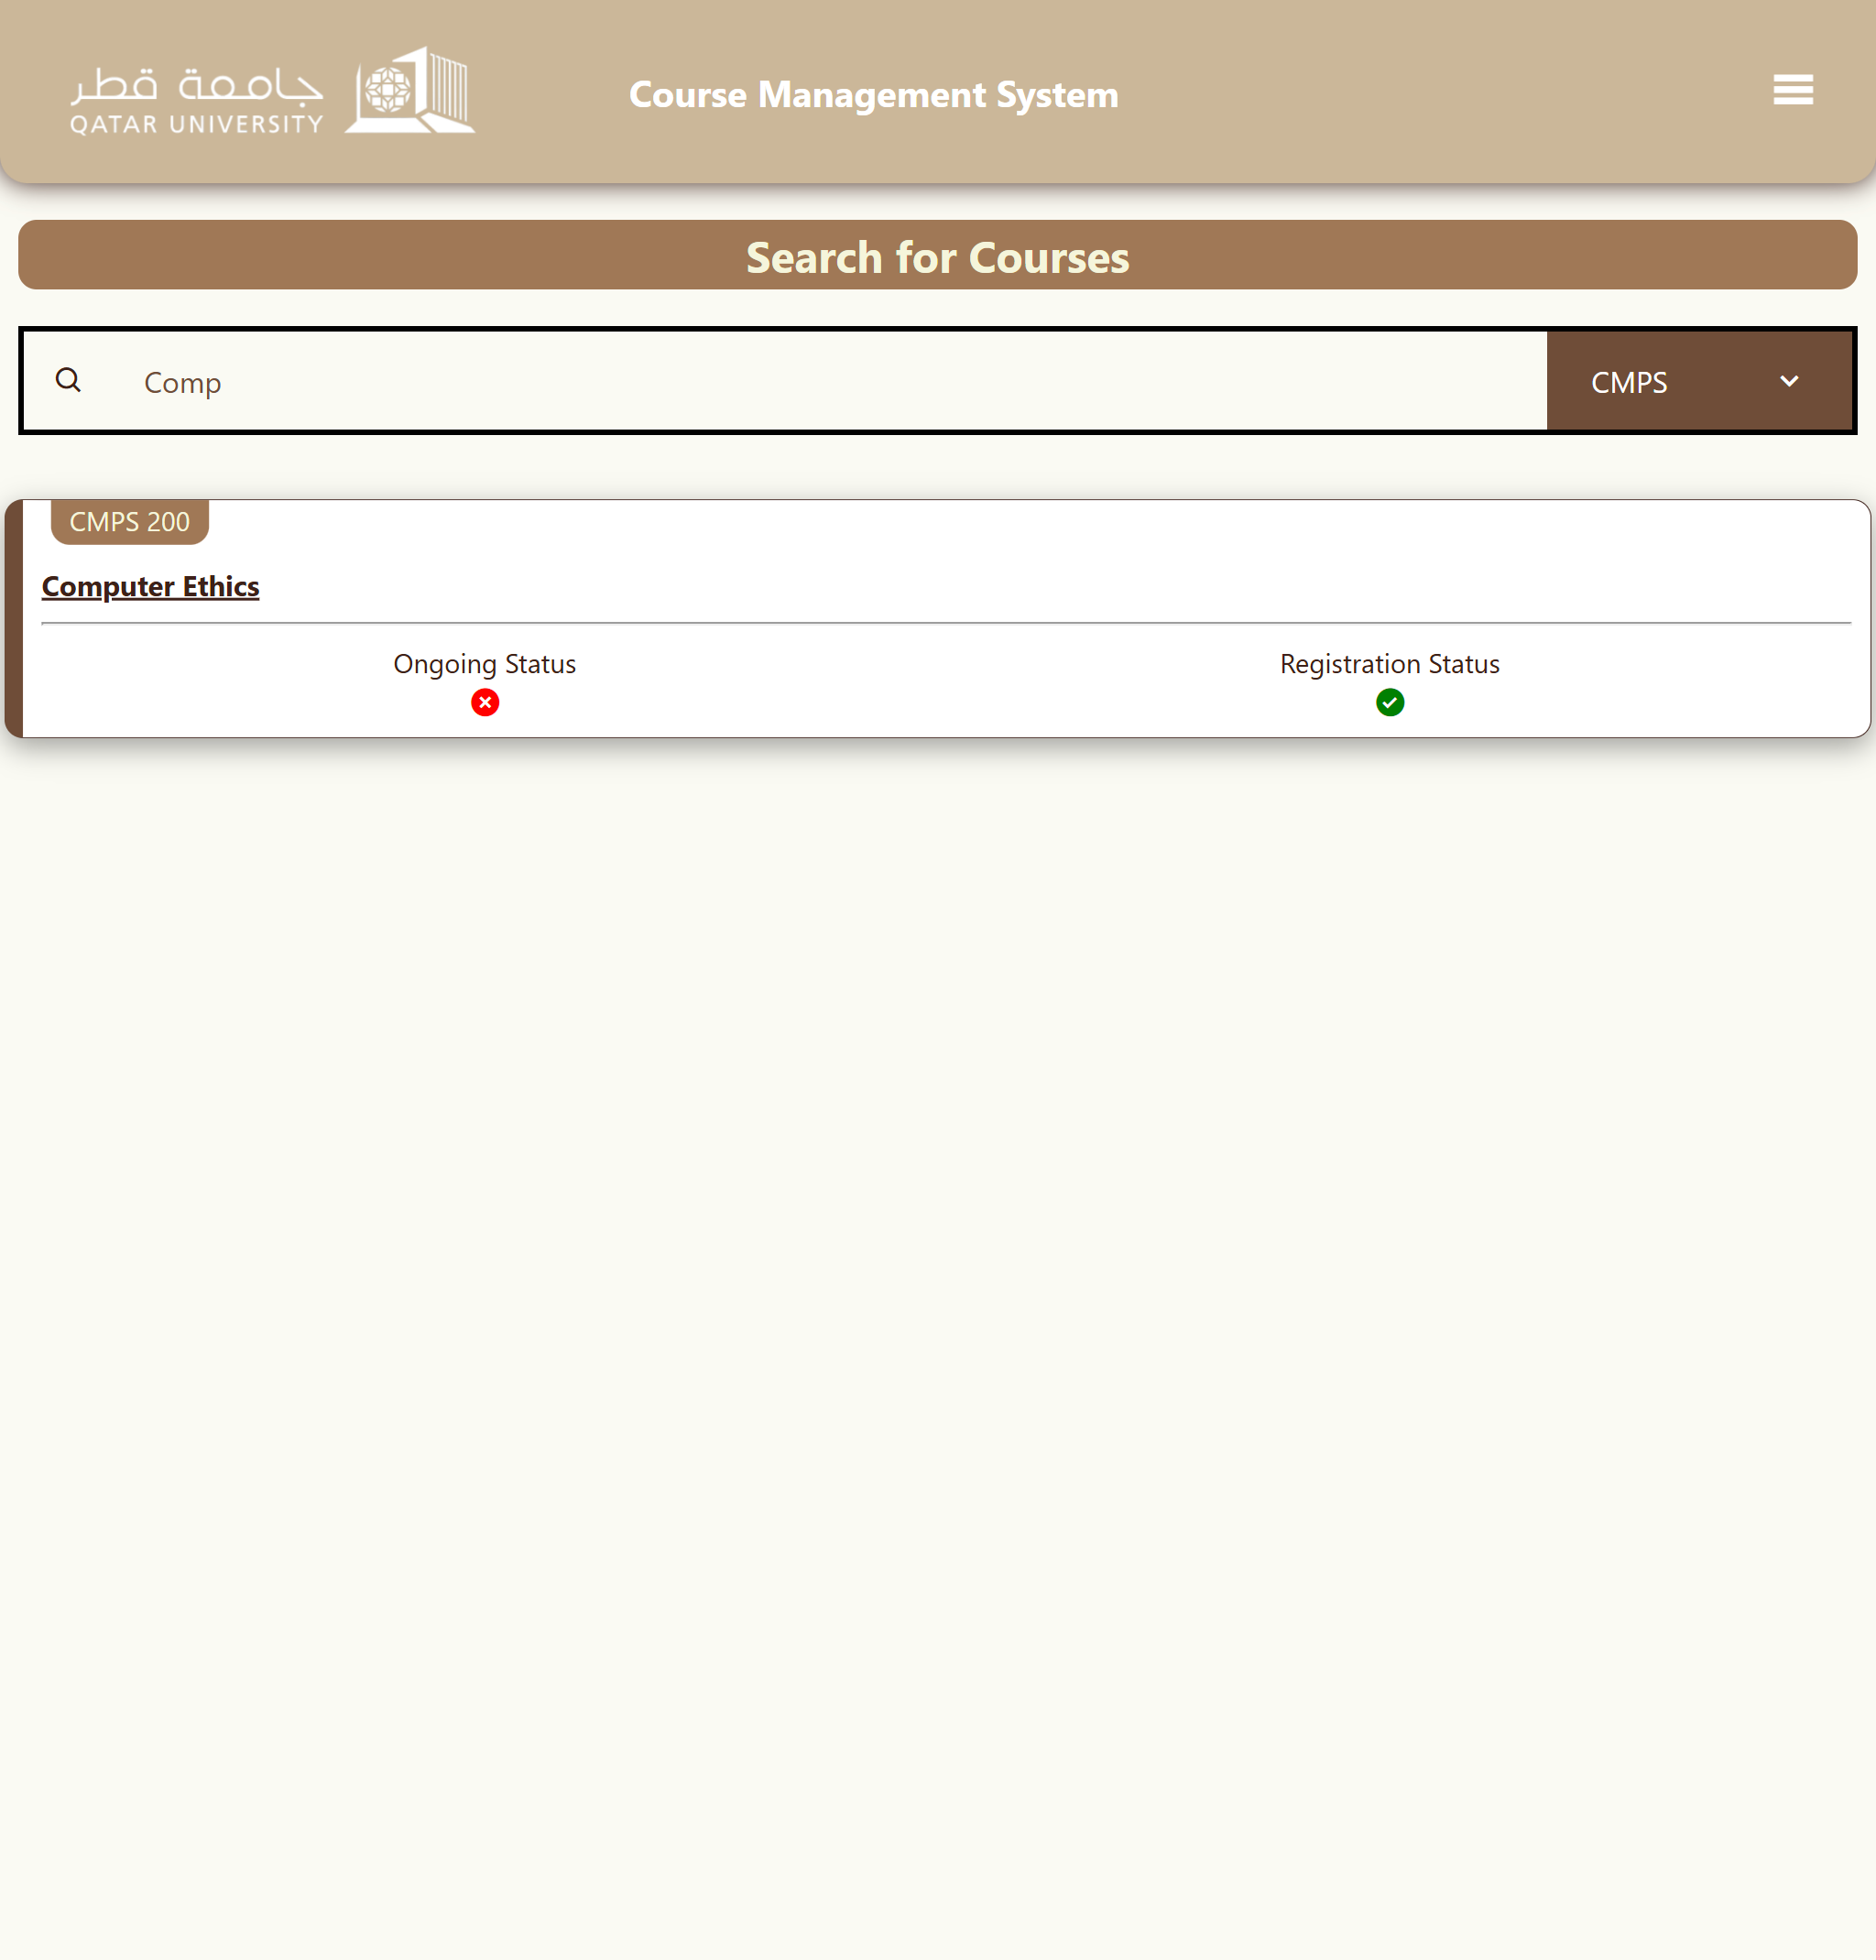 جامعة قطر
QATAR UNIVERSITY
Course Management System
Search for Courses
Comp
CMPS
CMPS 200
Computer Ethics
Ongoing Status
Registration Status